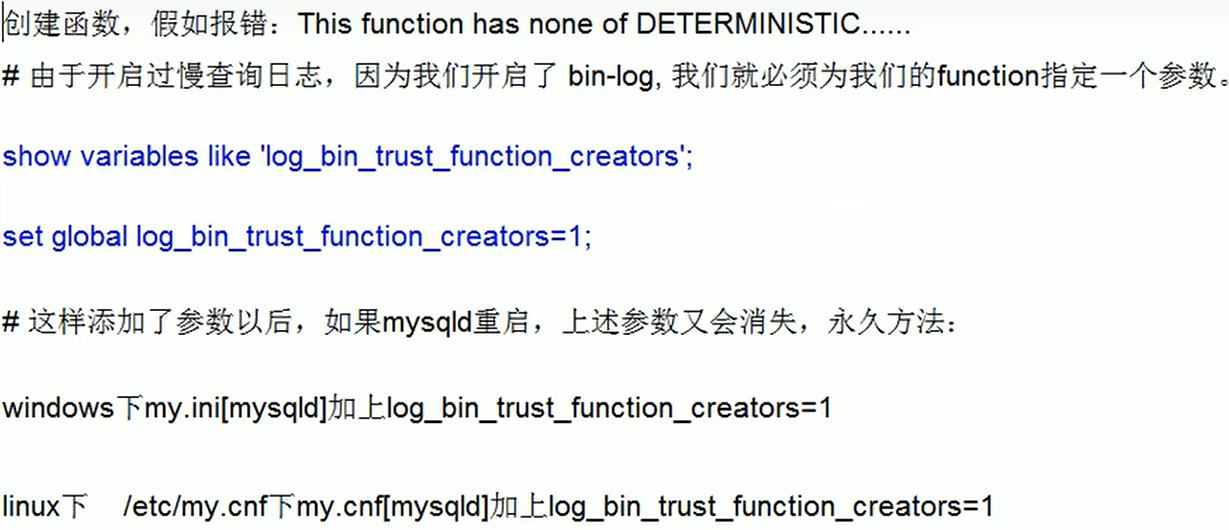 创建函数，假如报错：This function has none of DETERMINISTIC......
# 由于开启过慢查询日志，因为我们开启了 bin-log, 我们就必须为我们的function指定一个参数。
show variables like 'log_bin_trust_function_creators';
set global log_bin_trust_function_creators=1;
# 这样添加了参数以后，如果mysqld重启，上述参数又会消失，永久方法：
windows下my.ini[mysqld]加上log_bin_trust_function_creators=1
linux下 /etc/my.cnf下my.cnf[mysqld]加上log_bin_trust_function_creators=1